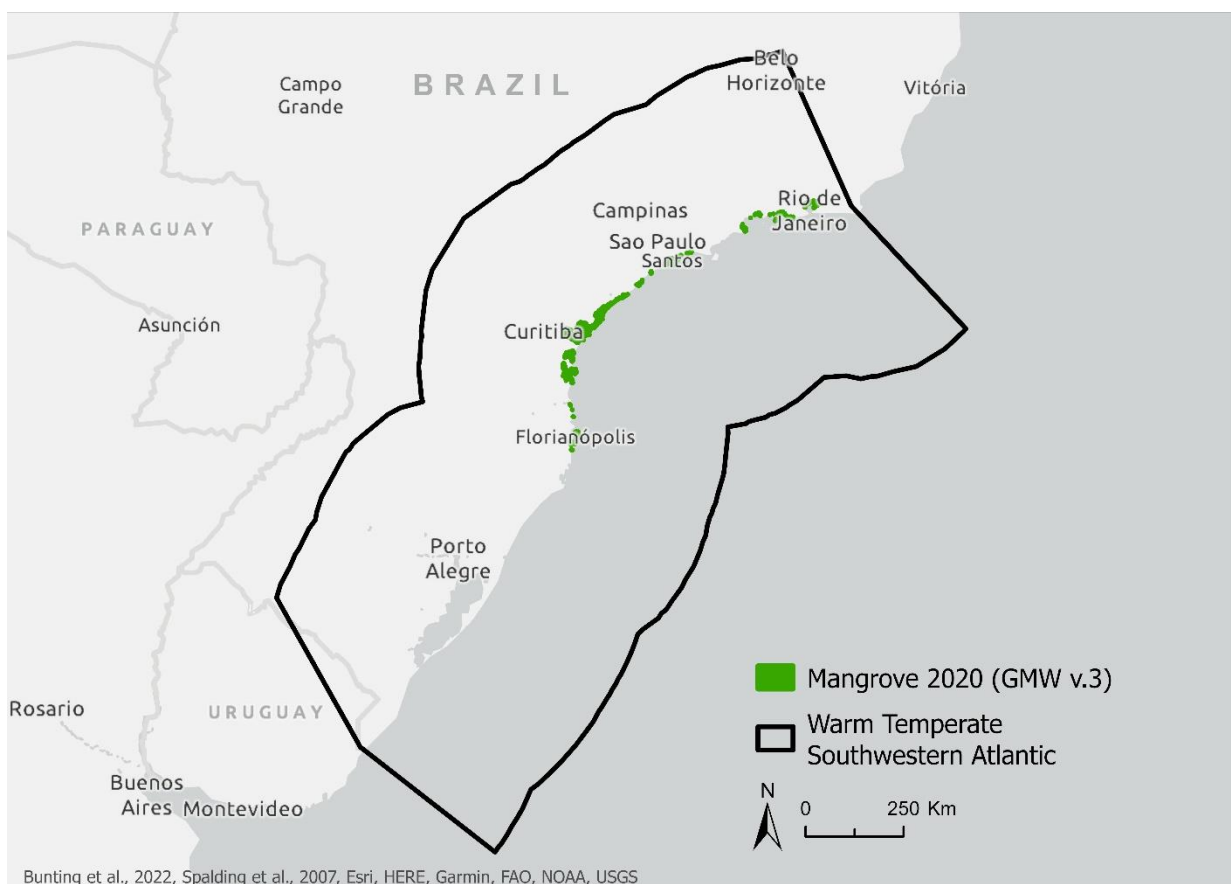 Belo
Horizonte
Campo
Grande
BRAZIL
Vitória
PARAGUAY
Campinas
Rio de
Janeiro
Sao Paulo
Santos
Asunción
Curitiba
Florianópolis
Porto
Alegre
Rosario
URUGUAY
Buenos
Aires
Montevideo
Mangrove 2020 (GMW v.3)
Warm Temperate
Southwestern Atlantic
N
0 250 Km
Bunting et al., 2022, Spalding et al., 2007, Esri, HERE, Garmin, FAO, NOAA, USGS